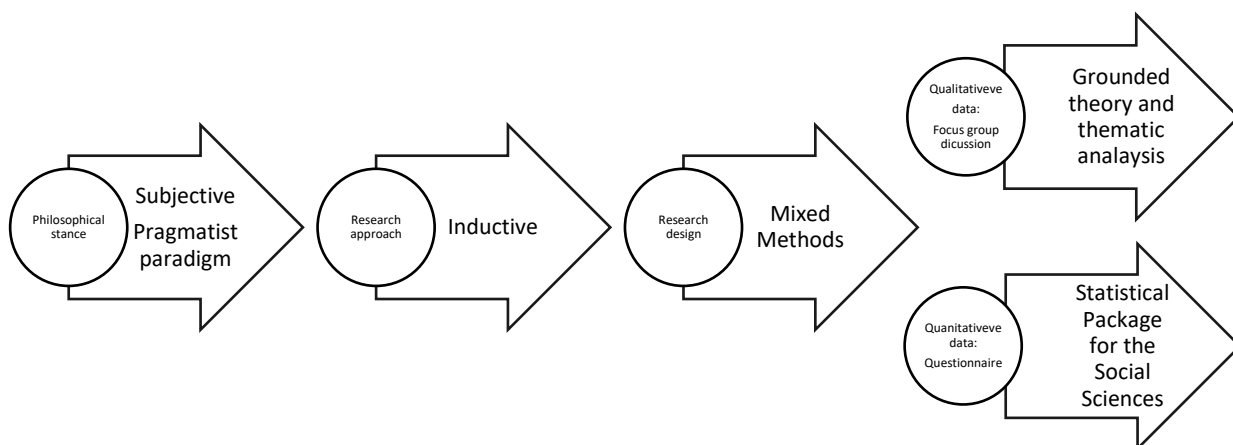 Philosophical
stance
Subjective
Pragmatist
paradigm
Research
approach
Inductive
Research
design
Mixed
Methods
Qualitativeve
data:
Focus group
dicussion
Grounded
theory and
thematic
analaysis
Quanitativeve
data:
Questionnaire
Statistical
Package
for the
Social
Sciences